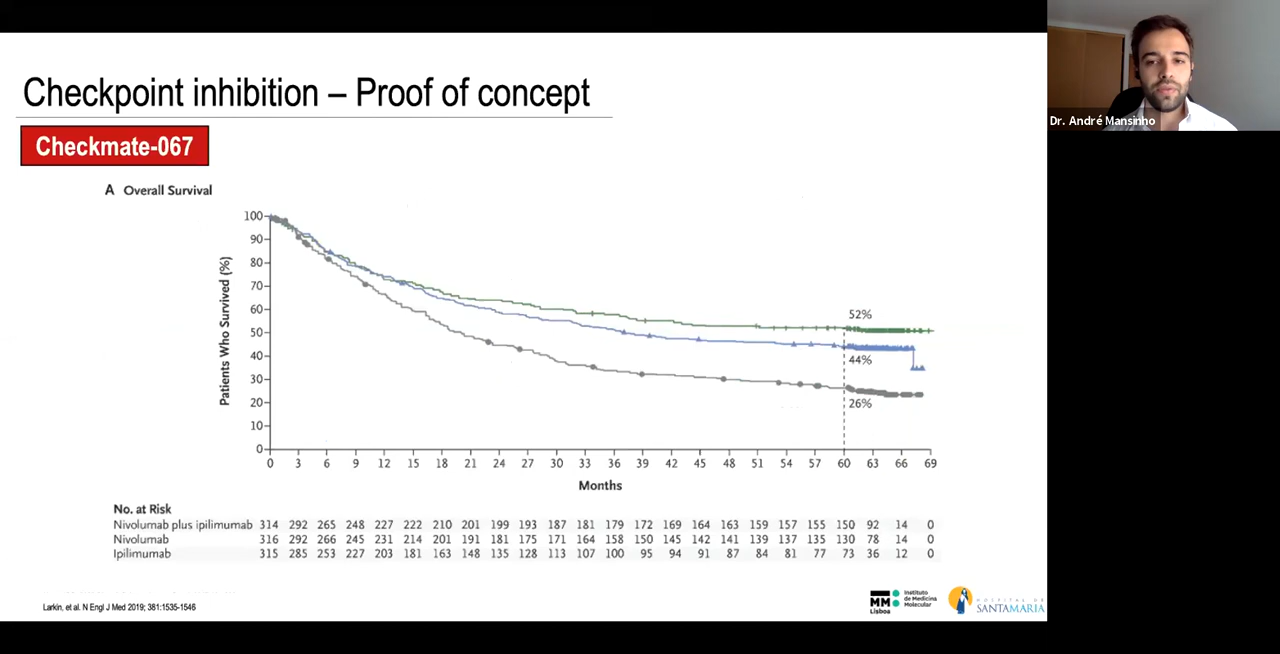 Checkpoint inhibition – Proof of concept
Dr. André Mansinho
Checkmate-067
A Overall Survival
Patients Who Survived (%)
100
90
80
70
60
50
40
30
20
10
0
52%
44%
26%
0 3 6 9 12 15 18 21 24 27 30 33 36 39 42 45 48 51 54 57 60 63 66 69
Months
No. at Risk
Nivolumab plus ipilimumab 314 292 265 248 227 222 210 201 199 193 187 181 179 172 169 164 163 159 157 155 150 92 14 0
Nivolumab 316 292 266 245 231 214 201 191 181 175 171 164 158 150 145 142 141 139 137 135 130 78 14 0
Ipilimumab 315 285 253 227 203 181 163 148 135 128 113 107 100 95 94 91 87 84 81 77 73 36 12 0
Larkin, et al. N Engl J Med 2019; 381:1535-1546
MM
Lisboa
Instituto
de Medicina
Molecular
HOSPITAL DE
SANTAMARIA